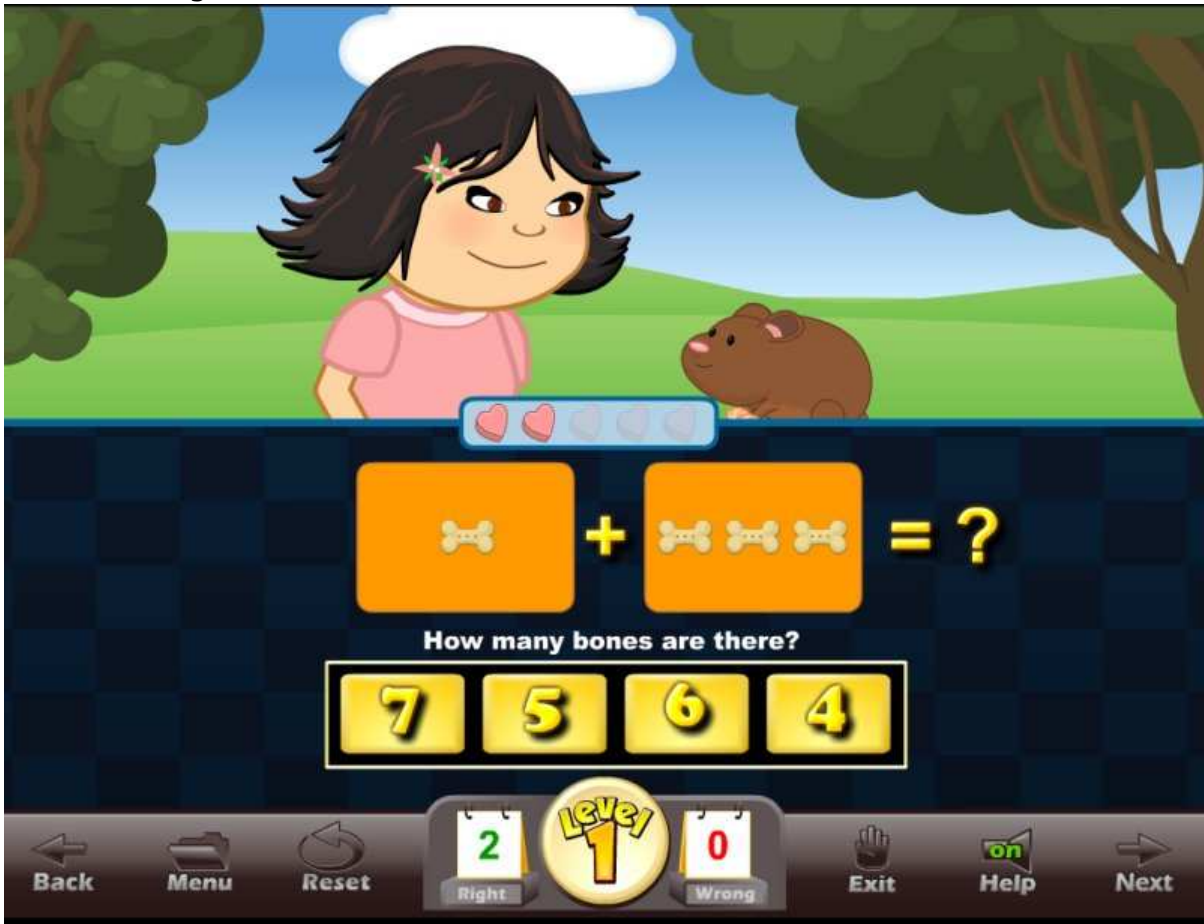 + = ?
How many bones are there?
7 5 6 4
Level
1
2 0
Right Wrong
Back Menu Reset Exit on Help Next